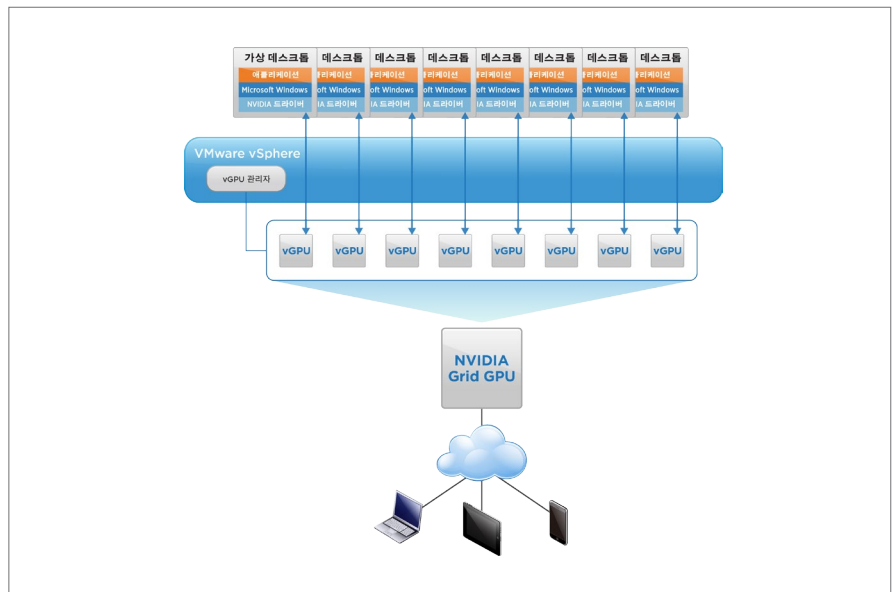 가상 데스크톱 데스크톱 데스크톱 데스크톱 데스크톱 데스크톱 데스크톱 데스크톱
애플리케이션 리케이션 리케이션 리케이션 리케이션 리케이션 리케이션 리케이션
Microsoft Windows oft Windows oft Windows oft Windows oft Windows oft Windows oft Windows oft Windows
NVIDIA 드라이버 IA 드라이버 IA 드라이버 IA 드라이버 IA 드라이버 IA 드라이버 IA 드라이버 IA 드라이버
VMware vSphere
vGPU 관리자
vGPU vGPU vGPU vGPU vGPU vGPU vGPU vGPU
NVIDIA
Grid GPU